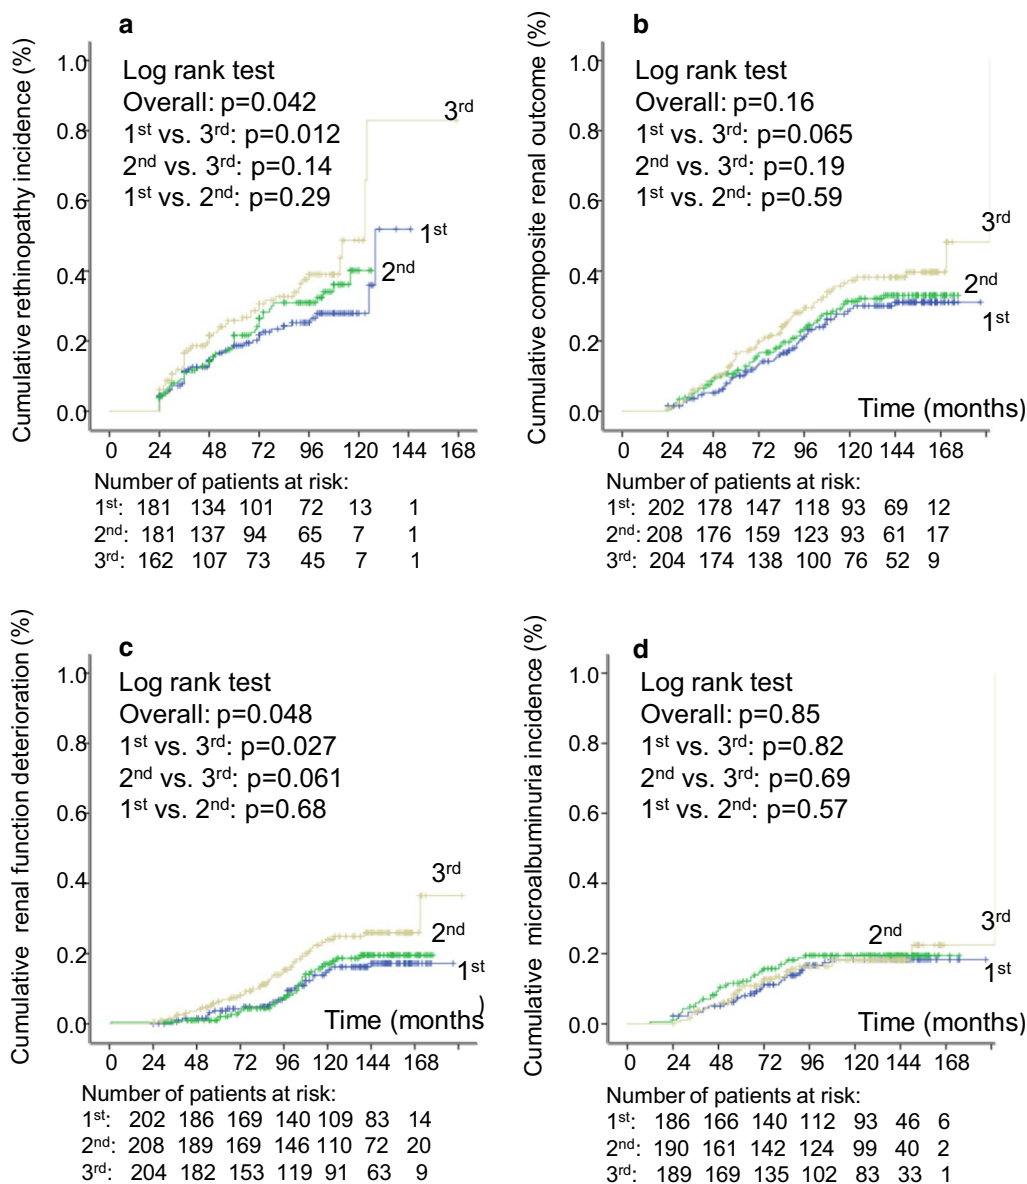 a
Cumulative rethinopathy incidence (%)
1.0
0.8
0.6
0.4
0.2
0.0
Log rank test
Overall: p=0.042
1st vs. 3rd: p=0.012
2nd vs. 3rd: p=0.14
1st vs. 2nd: p=0.29
3rd
1st
2nd
0 24 48 72 96 120 144 168
Number of patients at risk:
1st: 181 134 101 72 13 1
2nd: 181 137 94 65 7 1
3rd: 162 107 73 45 7 1
b
Cumulative composite renal outcome (%)
1.0
0.8
0.6
0.4
0.2
0.0
Log rank test
Overall: p=0.16
1st vs. 3rd: p=0.065
2nd vs. 3rd: p=0.19
1st vs. 2nd: p=0.59
3rd
2nd
1st
Time (months)
0 24 48 72 96 120 144 168
Number of patients at risk:
1st: 202 178 147 118 93 69 12
2nd: 208 176 159 123 93 61 17
3rd: 204 174 138 100 76 52 9
c
Cumulative renal function deterioration (%)
1.0
0.8
0.6
0.4
0.2
0.0
Log rank test
Overall: p=0.048
1st vs. 3rd: p=0.027
2nd vs. 3rd: p=0.061
1st vs. 2nd: p=0.68
3rd
2nd
1st
Time (months)
0 24 48 72 96 120 144 168
Number of patients at risk:
1st: 202 186 169 140 109 83 14
2nd: 208 189 169 146 110 72 20
3rd: 204 182 153 119 91 63 9
d
Cumulative microalbuminuria incidence (%)
1.0
0.8
0.6
0.4
0.2
0.0
Log rank test
Overall: p=0.85
1st vs. 3rd: p=0.82
2nd vs. 3rd: p=0.69
1st vs. 2nd: p=0.57
3rd
2nd
1st
Time (months)
0 24 48 72 96 120 144 168
Number of patients at risk:
1st: 186 166 140 112 93 46 6
2nd: 190 161 142 124 99 40 2
3rd: 189 169 135 102 83 33 1